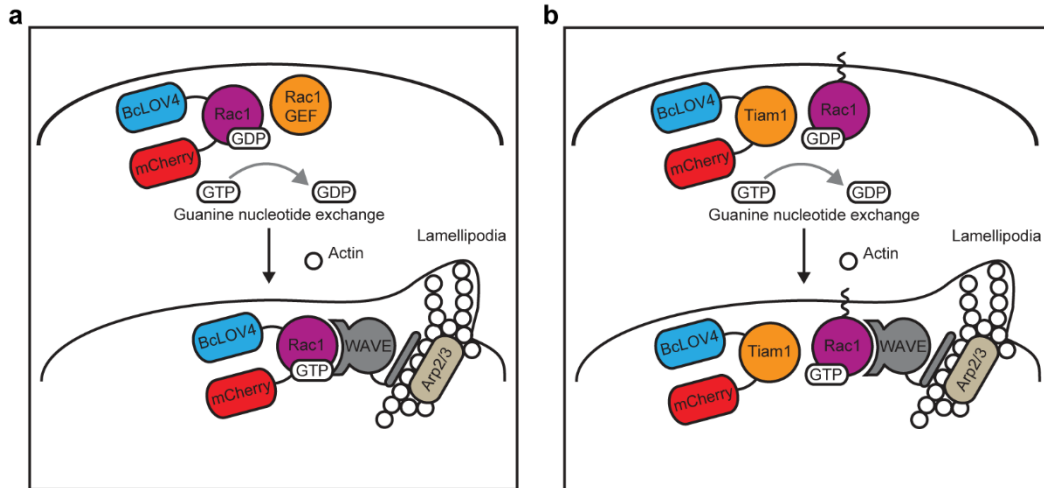 a
BcLOV4
Rac1
GDP
Rac1
GEF
mCherry
GTP
GDP
Guanine nucleotide exchange
Lamellipodia
Actin
BcLOV4
Rac1
GTP
WAVE
mCherry
Arp2/3
b
BcLOV4
Tiam1
Rac1
GDP
mCherry
GTP
GDP
Guanine nucleotide exchange
Lamellipodia
Actin
BcLOV4
Tiam1
Rac1
GTP
WAVE
mCherry
Arp2/3